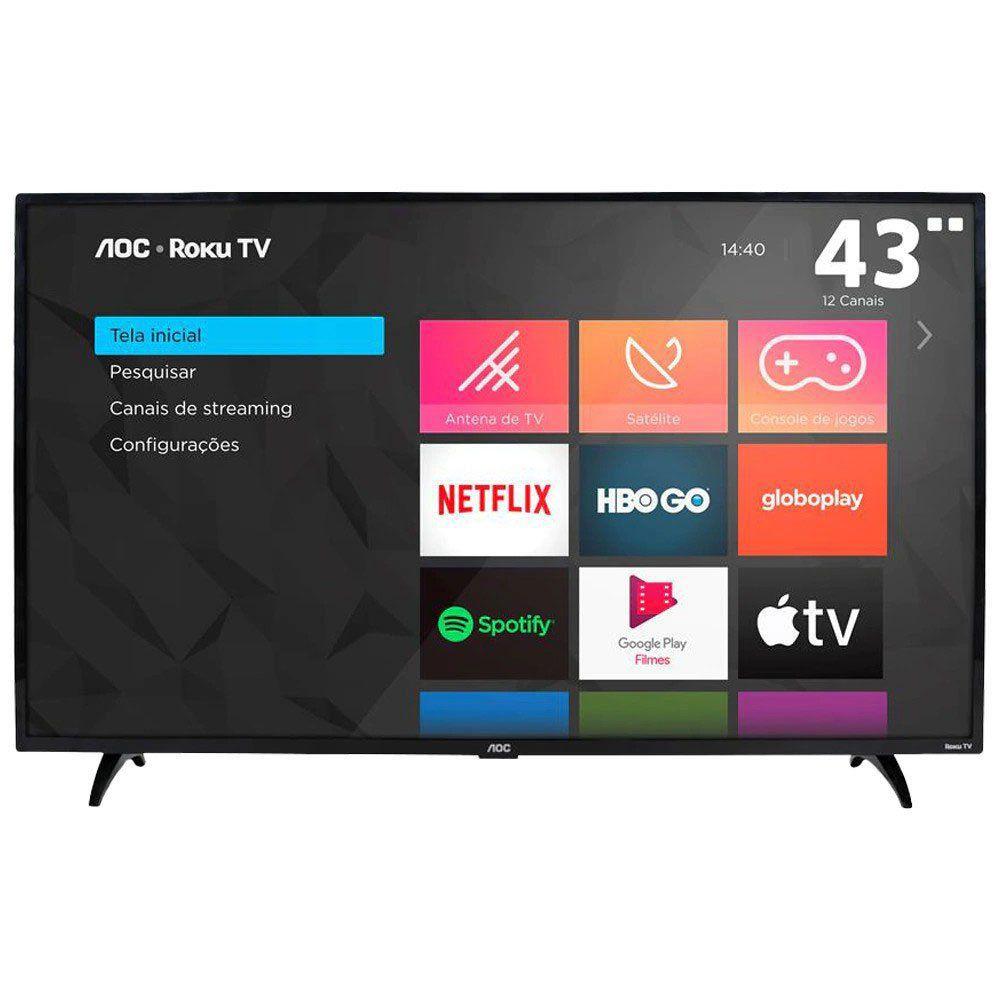 AOC • Roku TV
14:40
43"
12 Canais
Tela inicial
Pesquisar
Canais de streaming
Configurações
Antena de TV
Satélite
Console de jogos
NETFLIX
HBO GO
globoplay
Spotify
Google Play
Filmes
tv
AOC
Roku TV